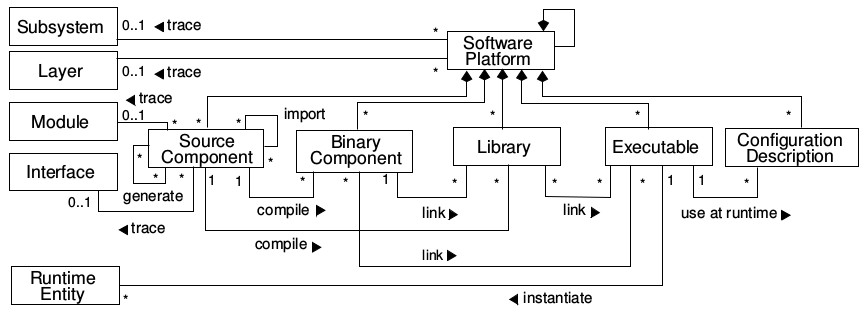 Subsystem
0..1 ◄ trace
*
Software
Platform
Layer
0..1 ◄ trace
*
◄ trace
0..1
Module
*
*
*
import
*
*
*
*
Source
Component
*
Binary
Component
Library
Executable
Configuration
Description
Interface
*
*
*
generate
1
1
*
*
1
*
*
*
*
*
1
1
*
0..1
compile ►
link ►
link ►
use at runtime ►
◄ trace
compile ►
link ►
Runtime
Entity
*
◄ instantiate